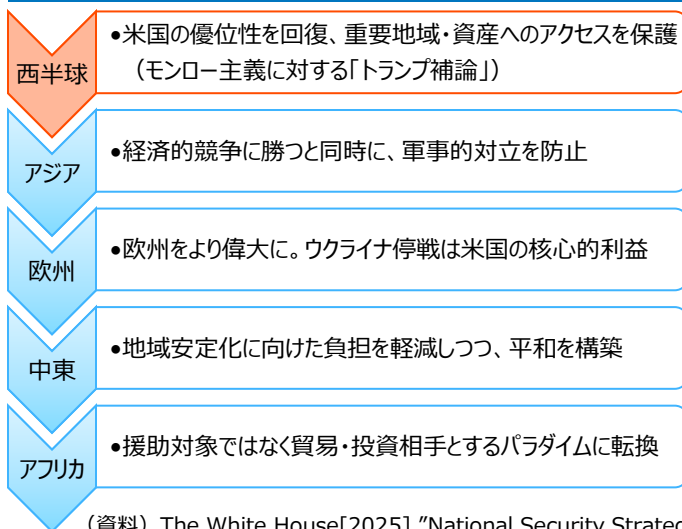 西半球
•米国の優位性を回復、重要地域・資産へのアクセスを保護
（モンロー主義に対する「トランプ補論」）
アジア
•経済的競争に勝つと同時に、軍事的対立を防止
欧州
•欧州をより偉大に。ウクライナ停戦は米国の核心的利益
中東
•地域安定化に向けた負担を軽減しつつ、平和を構築
アフリカ
•援助対象ではなく貿易・投資相手とするパラダイムに転換
（資料） The White House[2025] ”National Security Strateg